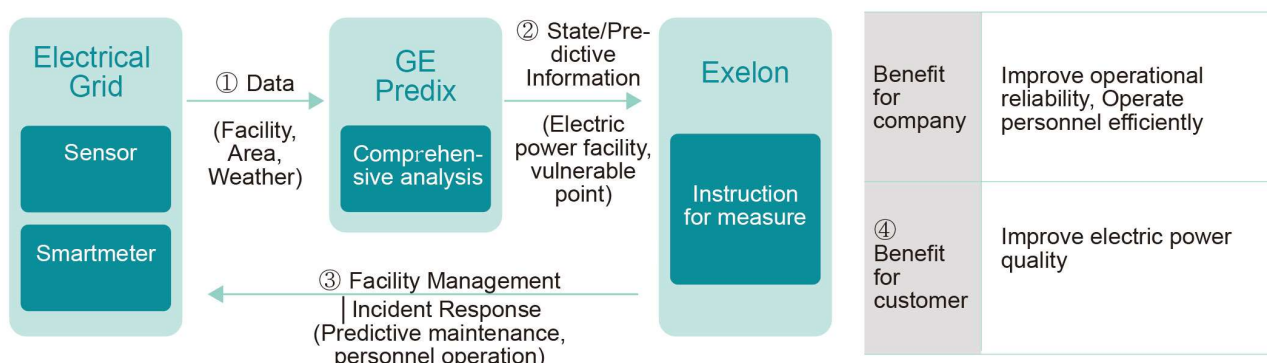 Electrical
Grid
Sensor
Smartmeter
① Data
(Facility,
Area,
Weather)
GE
Predix
Comprehen-
sive analysis
② State/Pre-
dictive
Information
(Electric
power facility,
vulnerable
point)
Exelon
Instruction
for measure
③ Facility Management
Incident Response
(Predictive maintenance,
personnel operation)
Benefit
for
company
Improve operational
reliability, Operate
personnel efficiently
④
Benefit
for
customer
Improve electric power
quality